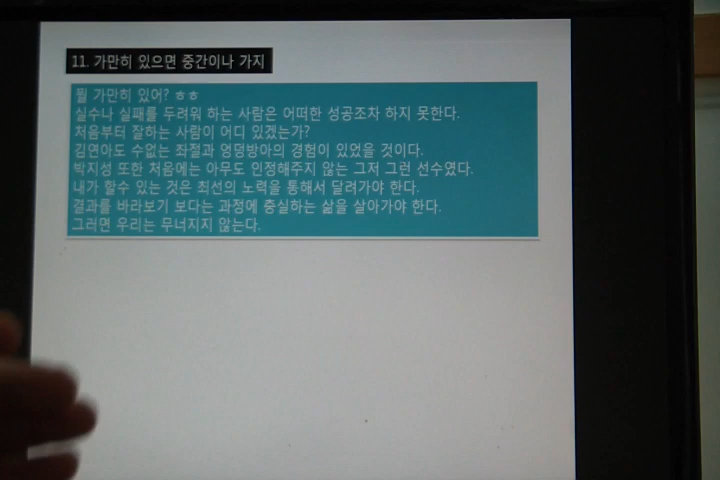 11. 가만히 있으면 중간이나 가지
뭘 가만히 있어? ㅎㅎ
실수나 실패를 두려워 하는 사람은 어떠한 성공조차 하지 못한다.
처음부터 잘하는 사람이 어디 있겠는가?
김연아도 수없는 좌절과 엉덩방아의 경험이 있었을 것이다.
박지성 또한 처음에는 아무도 인정해주지 않는 그저 그런 선수였다.
내가 할수 있는 것은 최선의 노력을 통해서 달려가야 한다.
결과를 바라보기 보다는 과정에 충실하는 삶을 살아가야 한다.
그러면 우리는 무너지지 않는다.